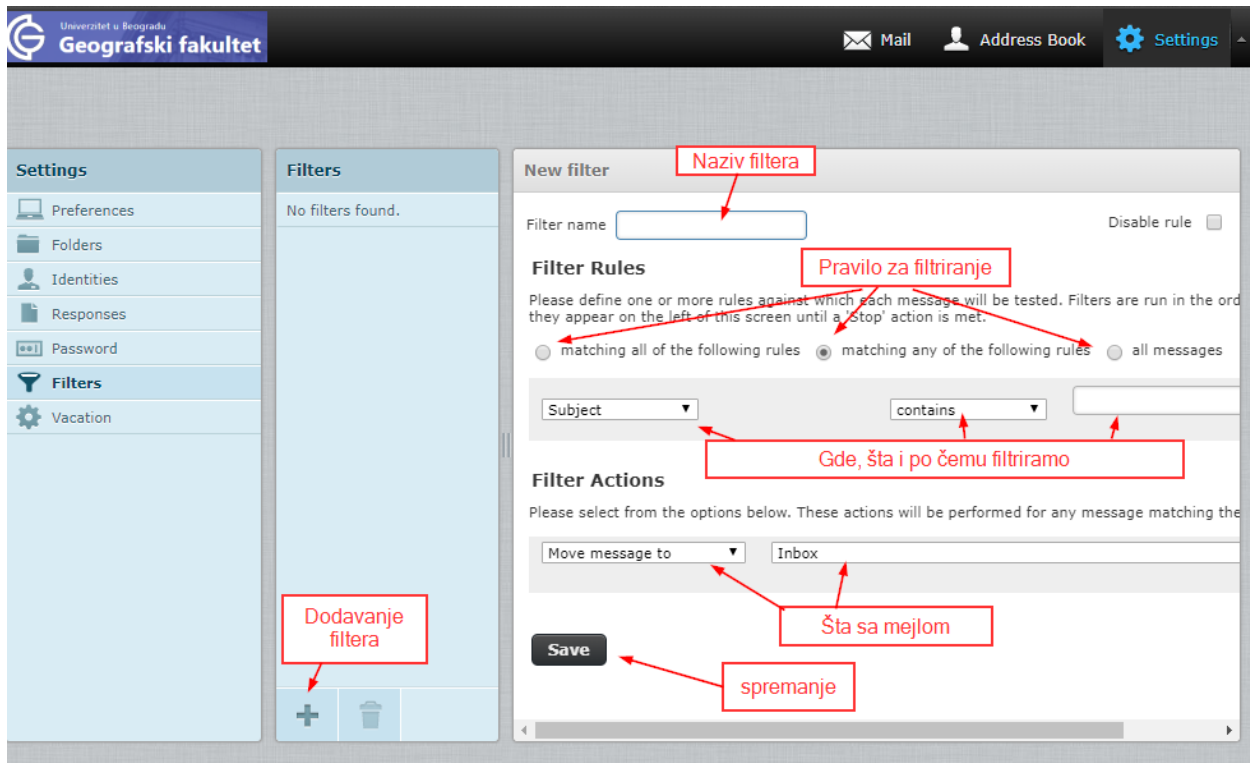 Univerzitet u Beogradu
Geografski fakultet
Mail
Address Book
Settings
Settings
Preferences
Folders
Identities
Responses
Password
Filters
Vacation
Filters
No filters found.
Dodavanje
filtera
New filter
Naziv filtera
Filter name
Disable rule
Filter Rules
Pravilo za filtriranje
Please define one or more rules against which each message will be tested. Filters are run in the ord
they appear on the left of this screen until a 'Stop' action is met.
matching all of the following rules
matching any of the following rules
all messages
Subject
contains
Gde, šta i po čemu filtriramo
Filter Actions
Please select from the options below. These actions will be performed for any message matching the
Move message to
Inbox
Šta sa mejlom
Save
spremanje